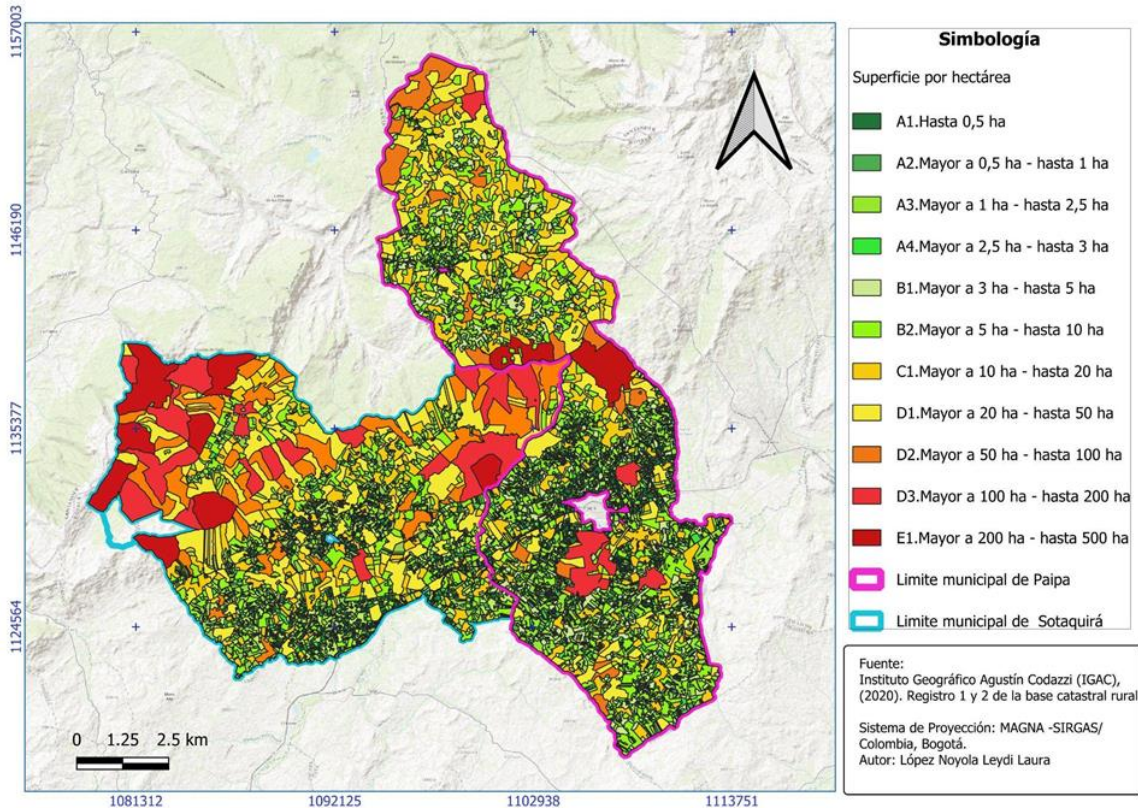 1157003
1146190
1135377
1124564
0 1.25 2.5 km
1081312 1092125 1102938 1113751
Simbología
Superficie por hectárea
A1.Hasta 0,5 ha
A2.Mayor a 0,5 ha - hasta 1 ha
A3.Mayor a 1 ha - hasta 2,5 ha
A4.Mayor a 2,5 ha - hasta 3 ha
B1.Mayor a 3 ha - hasta 5 ha
B2.Mayor a 5 ha - hasta 10 ha
C1.Mayor a 10 ha - hasta 20 ha
D1.Mayor a 20 ha - hasta 50 ha
D2.Mayor a 50 ha - hasta 100 ha
D3.Mayor a 100 ha - hasta 200 ha
E1.Mayor a 200 ha - hasta 500 ha
Limite municipal de Paipa
Limite municipal de Sotaquirá
Fuente:
Instituto Geográfico Agustín Codazzi (IGAC),
(2020). Registro 1 y 2 de la base catastral rural
Sistema de Proyección: MAGNA -SIRGAS/
Colombia, Bogotá.
Autor: López Noyola Leydi Laura